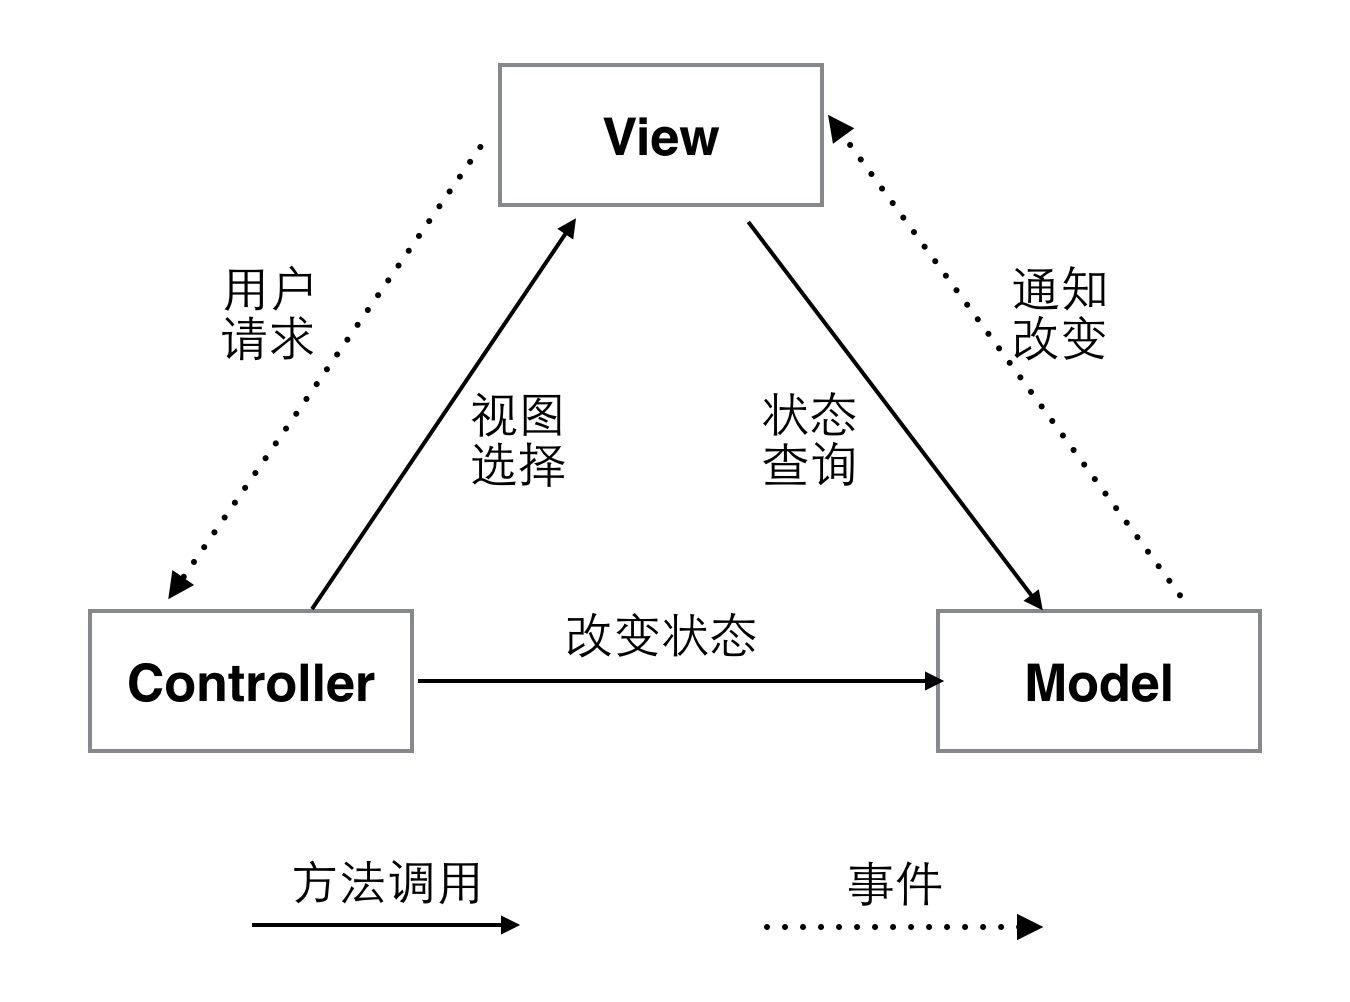 View
用户
请求
通知
改变
视图
选择
状态
查询
改变状态
Controller
Model
方法调用
事件